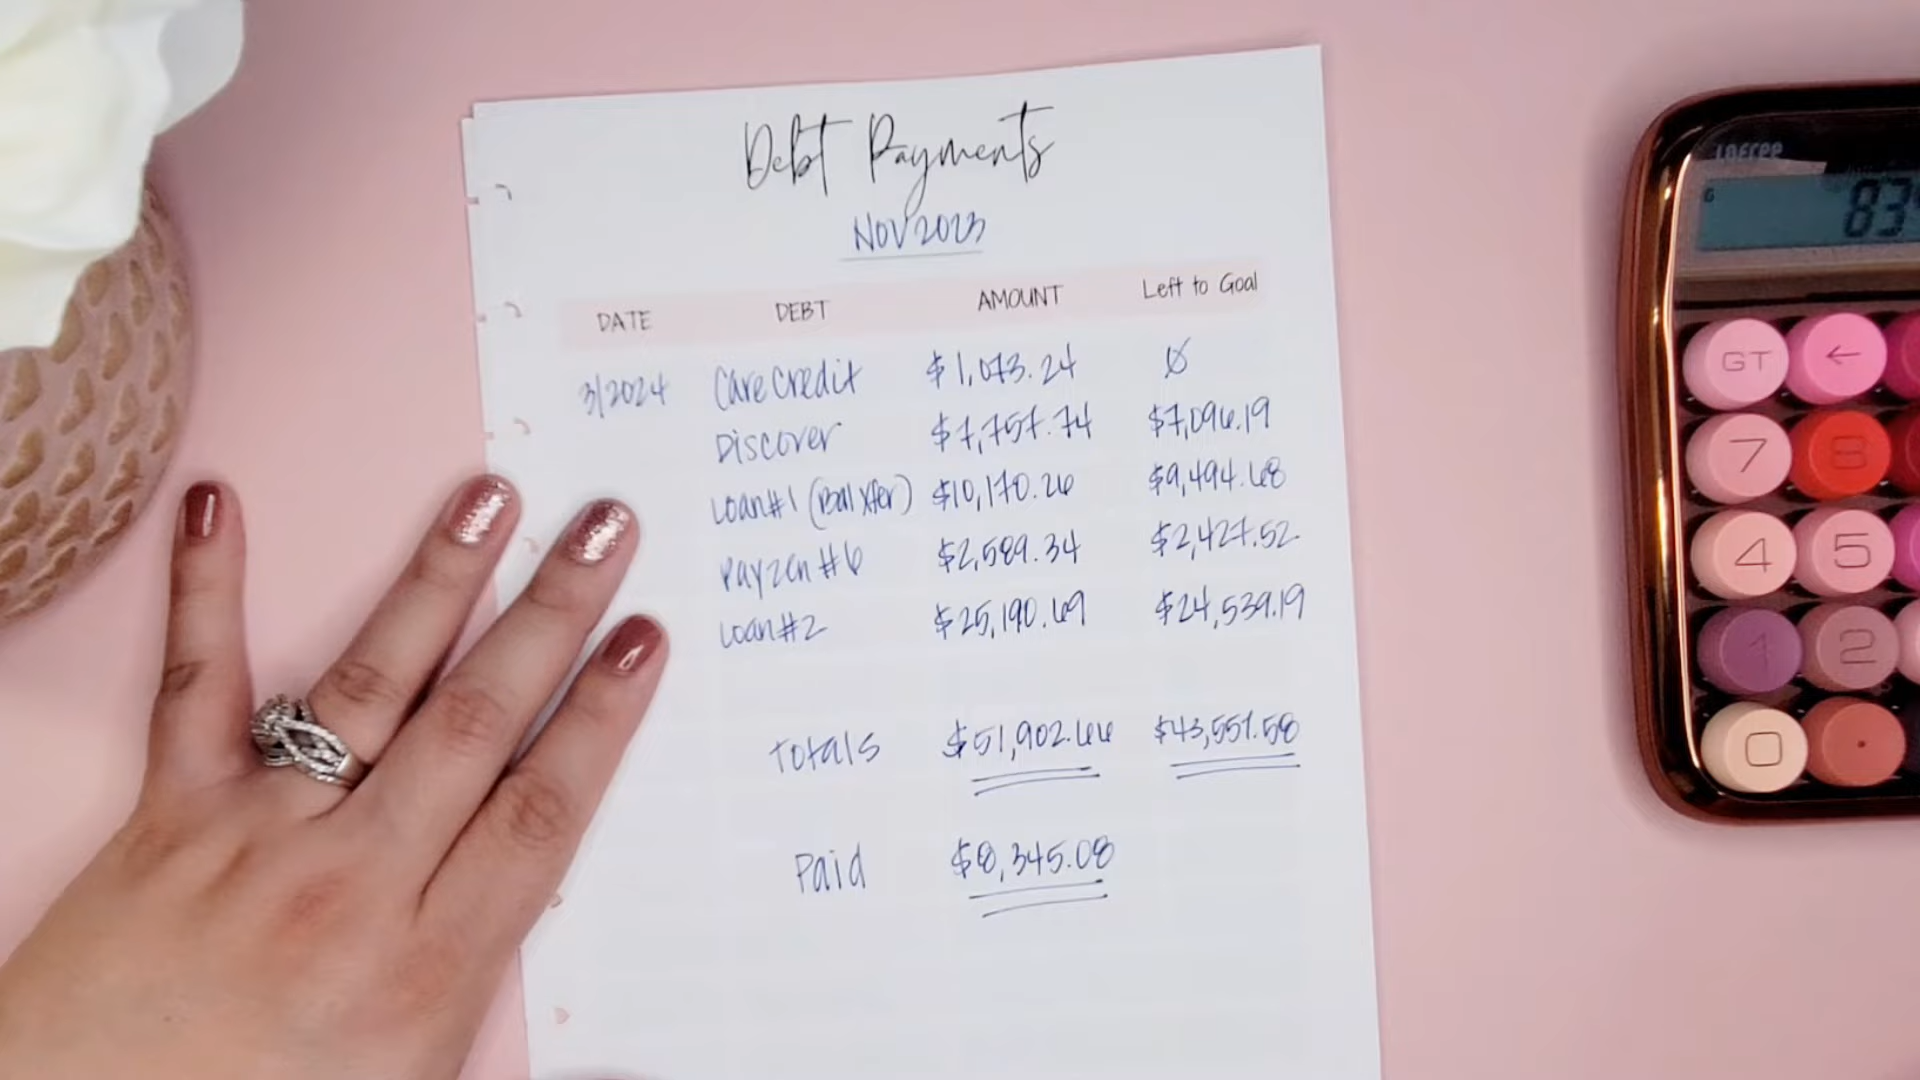 Debt Payments
NOV 2023
DATE DEBT AMOUNT Left to Goal
3/2024 Care Credit $1,073.24 Ø
Discover $7,757.74 $7,096.19
Loan#1 (Bal Xfer) $10,170.26 $9,494.68
Payzen #6 $2,589.34 $2,427.52
Loan#2 $25,190.69 $24,539.19
Totals $51,902.66 $43,557.58
Paid $8,345.08
lofree
G 83
GT ←
7 8
4 5
1 2
0 .